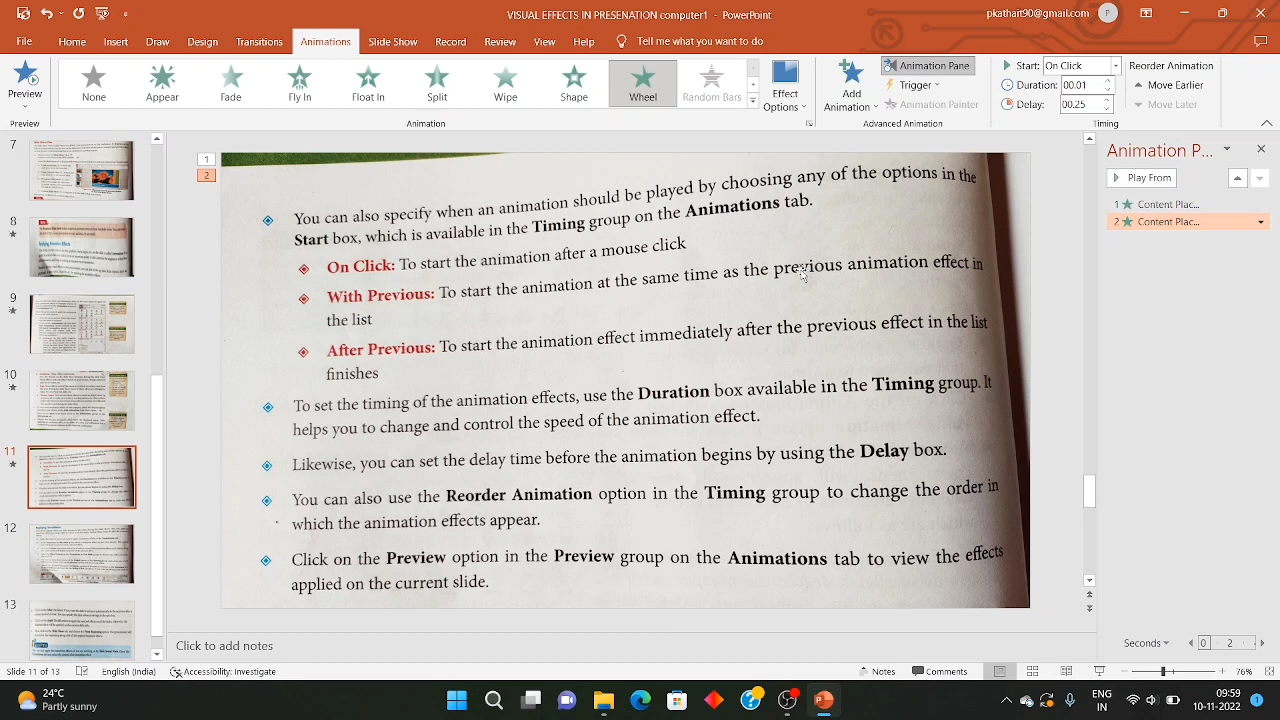 VISUAL EFFECTS IN POWERPOINT - PowerPoint
pkathar90@gmail.com P
File Home Insert Draw Design Transitions Animations Slide Show Record Review View Help Tell me what you want to do
Preview
None Appear Fade Fly In Float In Split Wipe Shape Wheel Random Bars
Effect Options
Add Animation
Animation Pane
Trigger
Animation Painter
Start: On Click
Duration: 01.00
Delay: 00.25
Reorder Animation
Move Earlier
Move Later
Preview Animation Advanced Animation Timing
9
10
11
12
13
1
2
You can also specify when an animation should be played by choosing any of the options in the
Start box, which is available in the Timing group on the Animations tab.
On Click: To start the animation after a mouse click
With Previous: To start the animation at the same time as the previous animation effect in
the list
After Previous: To start the animation effect immediately after the previous effect in the list
finishes
To set the timing of the animation effects, use the Duration box available in the Timing group. It
helps you to change and control the speed of the animation effect.
Likewise, you can set the delay time before the animation begins by using the Delay box.
You can also use the Reorder Animation option in the Timing group to change the order in
which the animation effects appear.
Click on the Preview option in the Preview group on the Animations tab to view the effects
applied on the current slide.
Animation P...
Play From
1 Content Plac...
2 Content Plac...
Click to add notes
Seconds 0 2
Slide 11 of 13 English (India) Accessibility: Investigate
Notes Comments 76%
24°C
Partly sunny
ENG
IN
09:59
10-11-2022